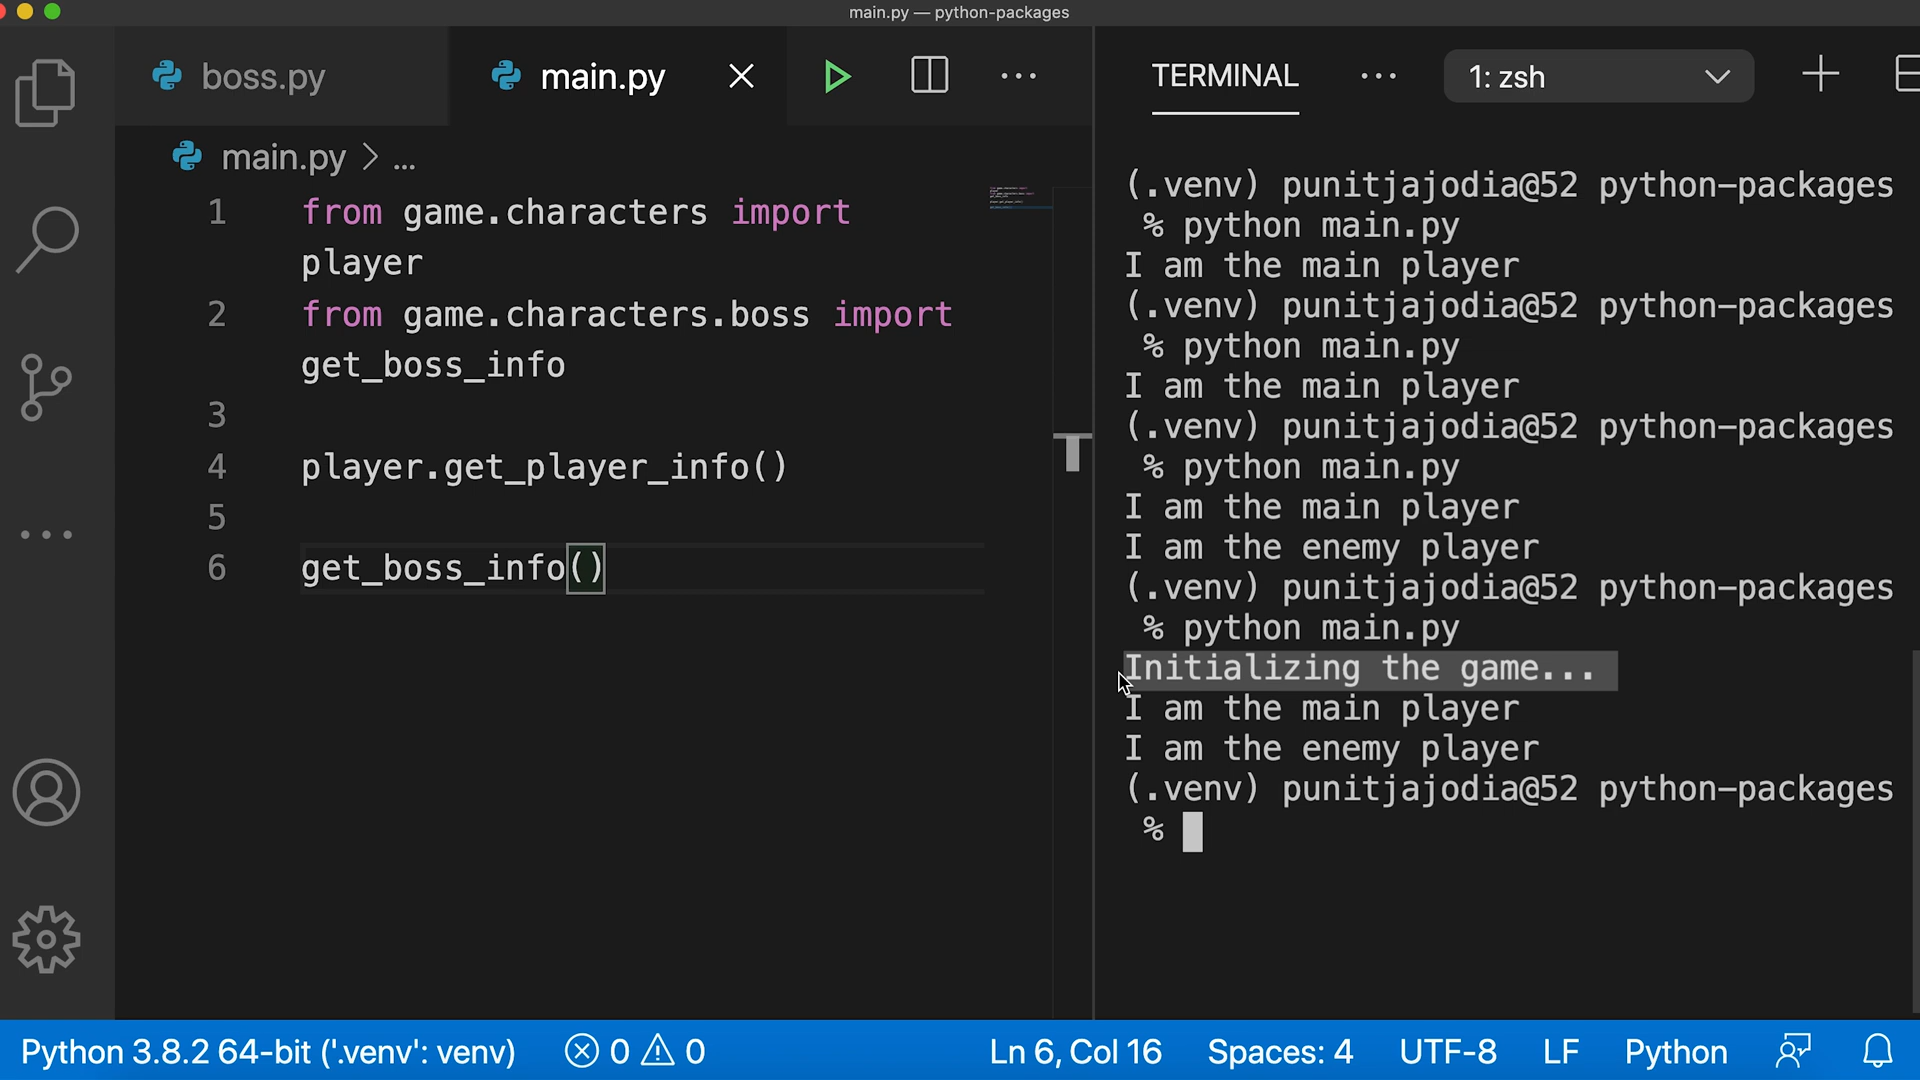 main.py — python-packages
boss.py
main.py
TERMINAL
1: zsh
main.py > ...
1 from game.characters import
player
2 from game.characters.boss import
get_boss_info
3
4 player.get_player_info()
5
6 get_boss_info()
(.venv) punitjajodia@52 python-packages
% python main.py
I am the main player
(.venv) punitjajodia@52 python-packages
% python main.py
I am the main player
(.venv) punitjajodia@52 python-packages
% python main.py
I am the main player
I am the enemy player
(.venv) punitjajodia@52 python-packages
% python main.py
Initializing the game...
I am the main player
I am the enemy player
(.venv) punitjajodia@52 python-packages
%
Python 3.8.2 64-bit ('.venv': venv) 0 0 Ln 6, Col 16 Spaces: 4 UTF-8 LF Python